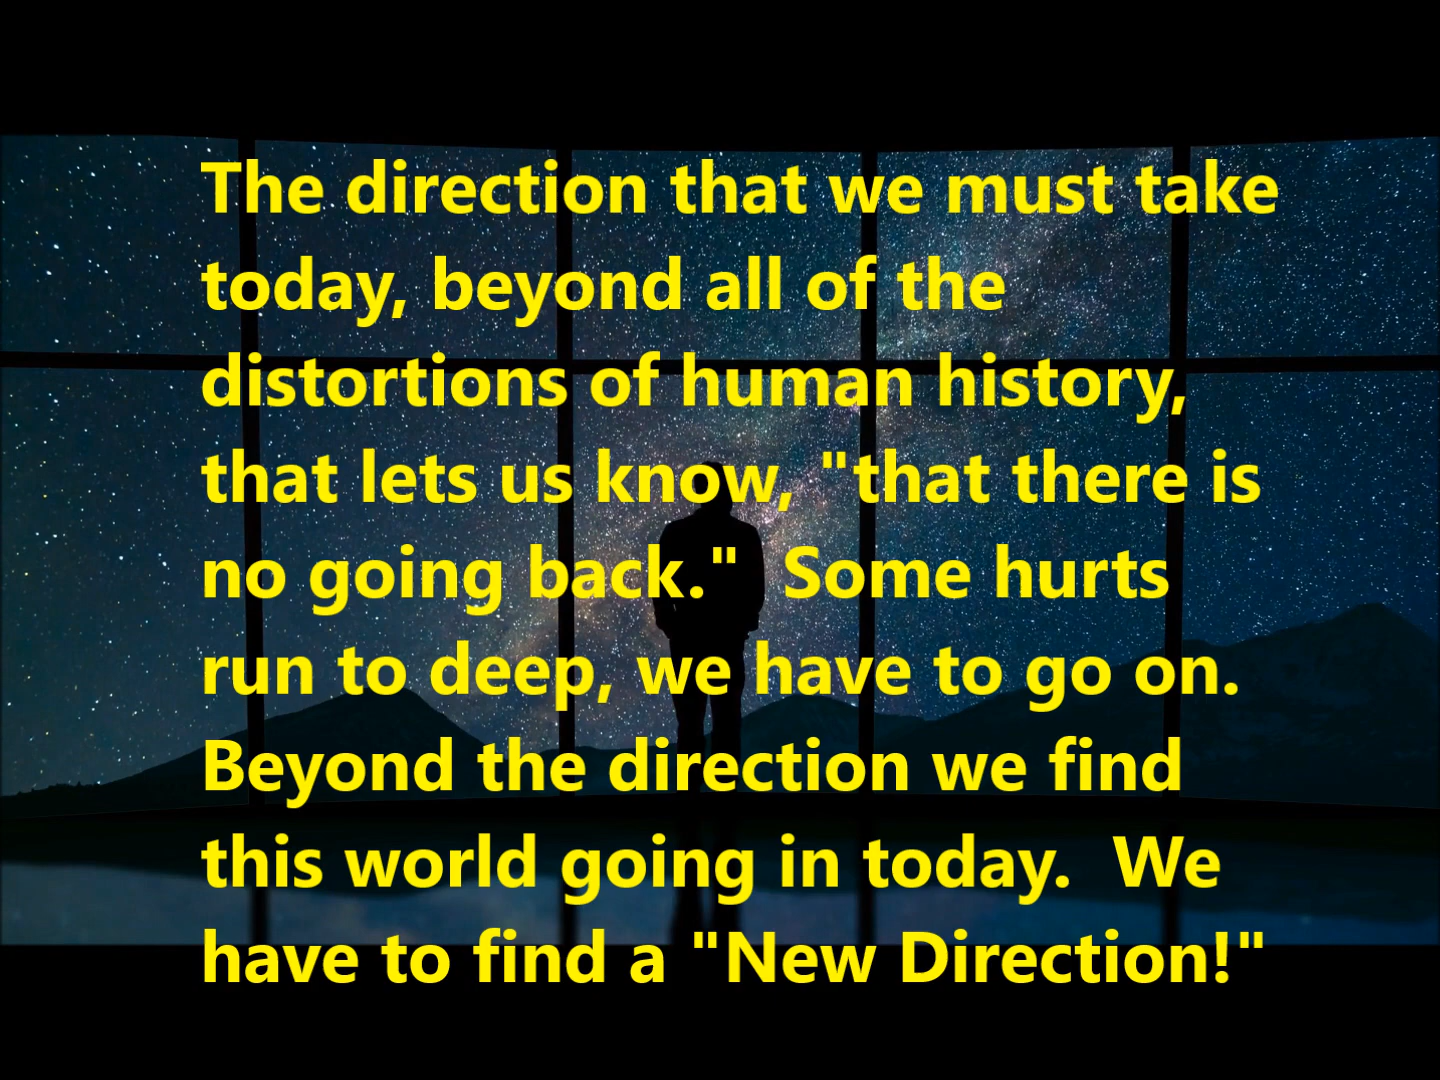 The direction that we must take
today, beyond all of the
distortions of human history,
that lets us know, "that there is
no going back."  Some hurts
run to deep, we have to go on.
Beyond the direction we find
this world going in today.  We
have to find a "New Direction!"